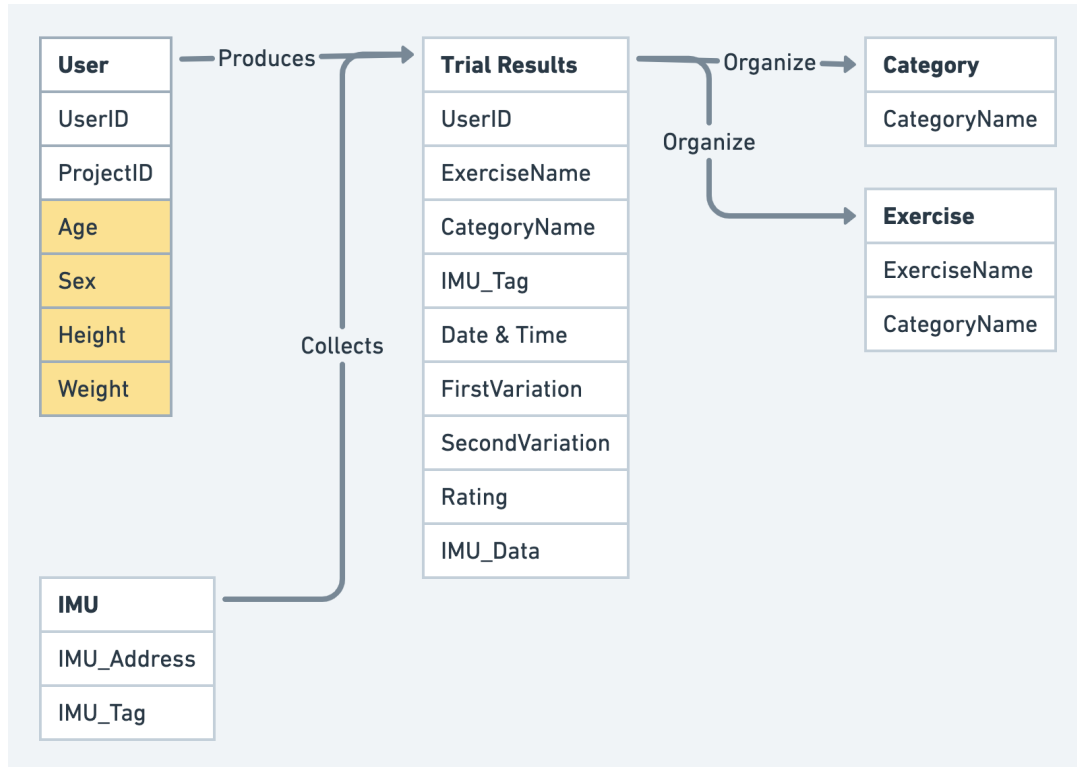 User
UserID
ProjectID
Age
Sex
Height
Weight
Produces
Collects
IMU
IMU_Address
IMU_Tag
Trial Results
UserID
ExerciseName
CategoryName
IMU_Tag
Date & Time
FirstVariation
SecondVariation
Rating
IMU_Data
Organize
Organize
Category
CategoryName
Exercise
ExerciseName
CategoryName